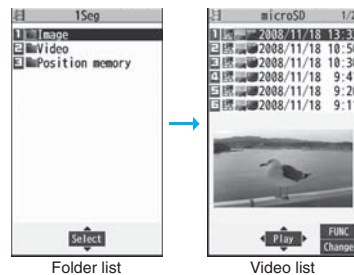 1Seg
1 Image
2 Video
3 Position memory
Select
Folder list
microSD 1/2
1 2008/11/18 13:3
2 2008/11/18 10:5
3 2008/11/18 10:3
4 2008/11/18 9:4
5 2008/11/18 9:2
6 2008/11/18 9:1
Play
FUNC
Change
Video list